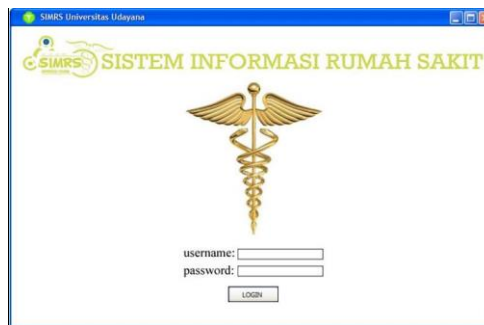 SIMRS Universitas Udayana
SIMRS
SISTEM INFORMASI RUMAH SAKIT
username:
password:
LOGIN